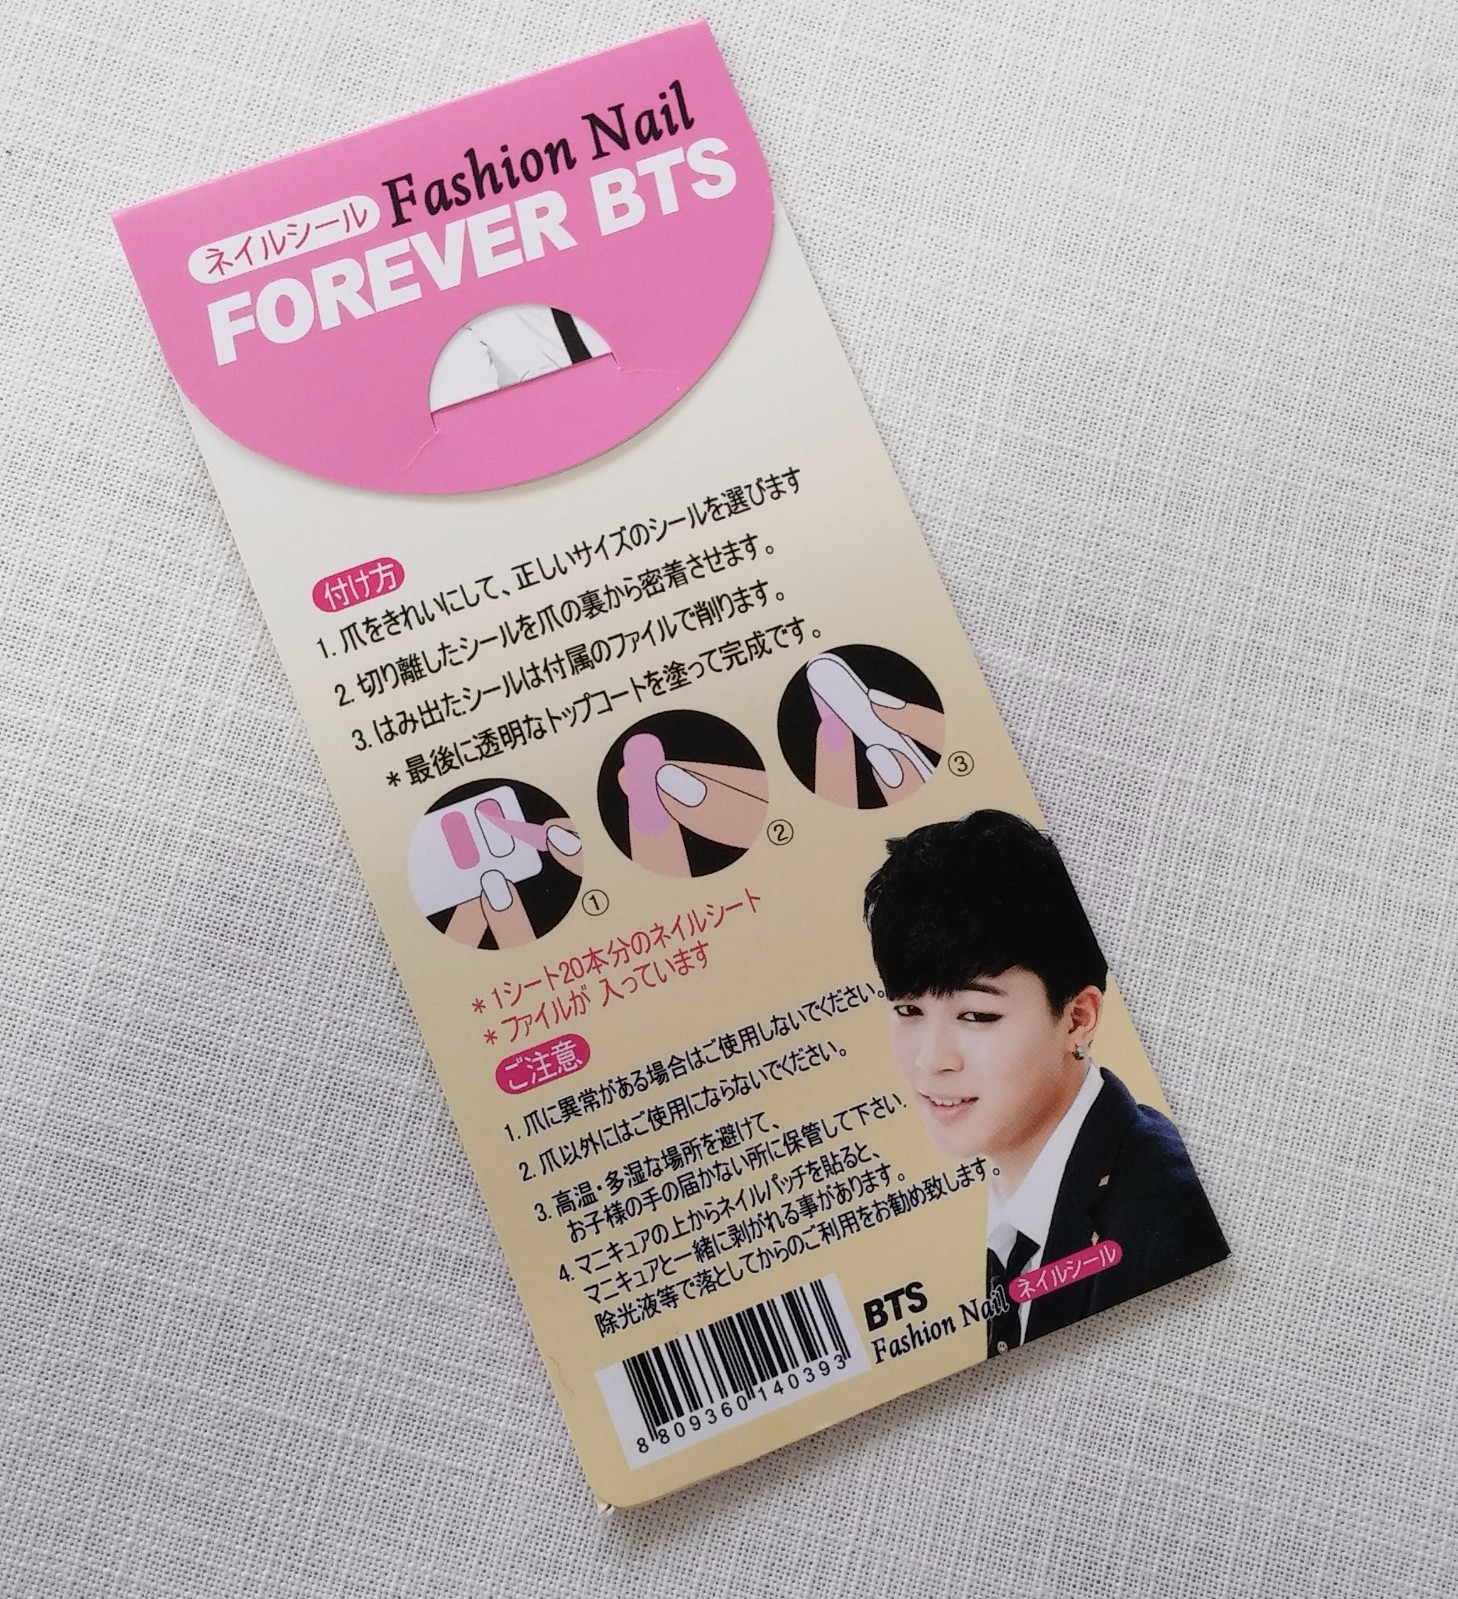 ネイルシール Fashion Nail
FOREVER BTS
付け方
1. 爪をきれいにして、正しいサイズのシールを選びます
2. 切り離したシールを爪の裏から密着させます。
3. はみ出たシールは付属のファイルで削ります。
* 最後に透明なトップコートを塗って完成です。
① ② ③
* 1シート20本分のネイルシート
* ファイルが 入っています
ご注意
1. 爪に異常がある場合はご使用しないでください。
2. 爪以外にはご使用にならないでください。
3. 高温・多湿な場所を避けて、
お子様の手の届かない所に保管して下さい.
4. マニキュアの上からネイルパッチを貼ると、
マニキュアと一緒に剥がれる事があります。
除光液等で落としてからのご利用をお勧め致します。
BTS
Fashion Nail ネイルシール
8 809360 140393